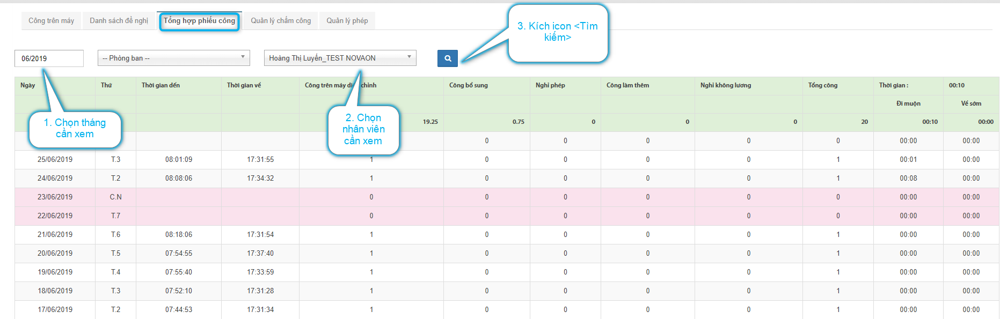 Công trên máy Danh sách đề nghị Tổng hợp phiếu công Quản lý chấm công Quản lý phép
3. Kích icon <Tìm
kiếm>
06/2019 -- Phòng ban -- Hoàng Thị Luyến_TEST NOVAON
Ngày Thứ Thời gian đến Thời gian về Công trên máy chỉnh Công bổ sung Nghỉ phép Công làm thêm Nghỉ không lương Tổng công Thời gian : 00:10
Đi muộn Về sớm
1. Chọn tháng
cần xem
2. Chọn
nhân viên
cần xem
19.25 0.75 0 0 0 20 00:10 00:00
0 0 0 0 0 00:00 00:00
25/06/2019 T.3 08:01:09 17:31:55 1 0 0 0 0 1 00:01 00:00
24/06/2019 T.2 08:08:06 17:34:32 1 0 0 0 0 1 00:08 00:00
23/06/2019 C.N 0 0 0 0 0 0 00:00 00:00
22/06/2019 T.7 0 0 0 0 0 0 00:00 00:00
21/06/2019 T.6 08:18:06 17:31:54 1 0 0 0 0 1 00:00 00:00
20/06/2019 T.5 07:54:55 17:37:40 1 0 0 0 0 1 00:00 00:00
19/06/2019 T.4 07:55:40 17:33:59 1 0 0 0 0 1 00:00 00:00
18/06/2019 T.3 07:52:10 17:31:28 1 0 0 0 0 1 00:00 00:00
17/06/2019 T.2 07:44:53 17:31:34 1 0 0 0 0 1 00:00 00:00